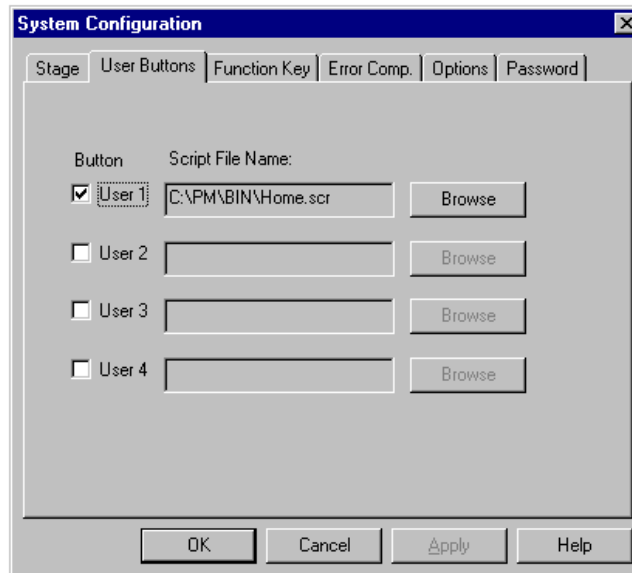 System Configuration
Stage User Buttons Function Key Error Comp. Options Password
Button Script File Name:
User 1 C:\PM\BIN\Home.scr Browse
User 2 Browse
User 3 Browse
User 4 Browse
OK Cancel Apply Help